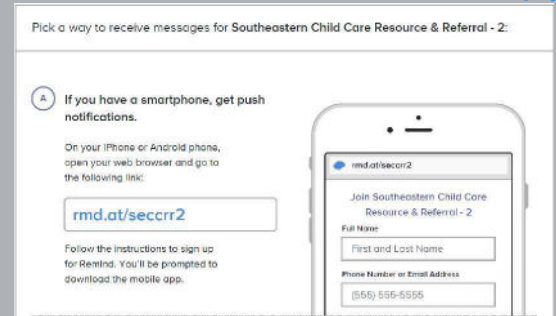 Pick a way to receive messages for Southeastern Child Care Resource & Referral - 2:
A
If you have a smartphone, get push
notifications.
On your iPhone or Android phone,
open your web browser and go to
the following link:
rmd.at/seccrr2
Follow the instructions to sign up
for Remind. You'll be prompted to
download the mobile app.
rmd.at/seccrr2
Join Southeastern Child Care
Resource & Referral - 2
Full Name
First and Last Name
Phone Number or Email Address
(555) 555-5555